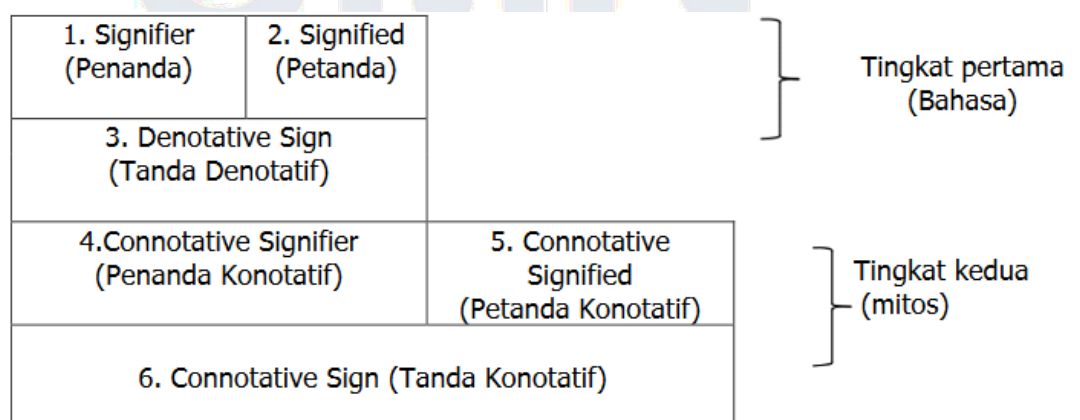 1. Signifier
(Penanda)
2. Signified
(Petanda)
Tingkat pertama
(Bahasa)
3. Denotative Sign
(Tanda Denotatif)
4.Connotative Signifier
(Penanda Konotatif)
5. Connotative
Signified
(Petanda Konotatif)
Tingkat kedua
(mitos)
6. Connotative Sign (Tanda Konotatif)